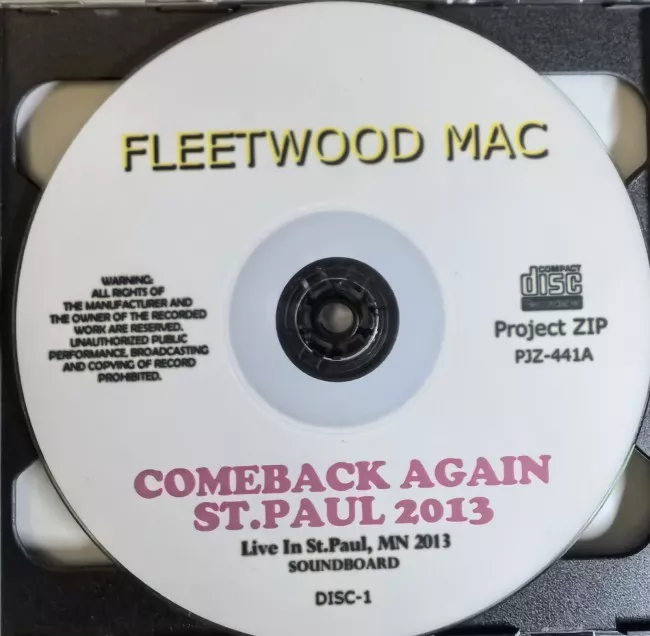 FLEETWOOD MAC
WARNING:
ALL RIGHTS OF
THE MANUFACTURER AND
THE OWNER OF THE RECORDED
WORK ARE RESERVED.
UNAUTHORIZED PUBLIC
PERFORMANCE, BROADCASTING
AND COPYING OF RECORD
PROHIBITED.
COMPACT
disc
Project ZIP
PJZ-441A
COMEBACK AGAIN
ST.PAUL 2013
Live In St.Paul, MN 2013
SOUNDBOARD
DISC-1